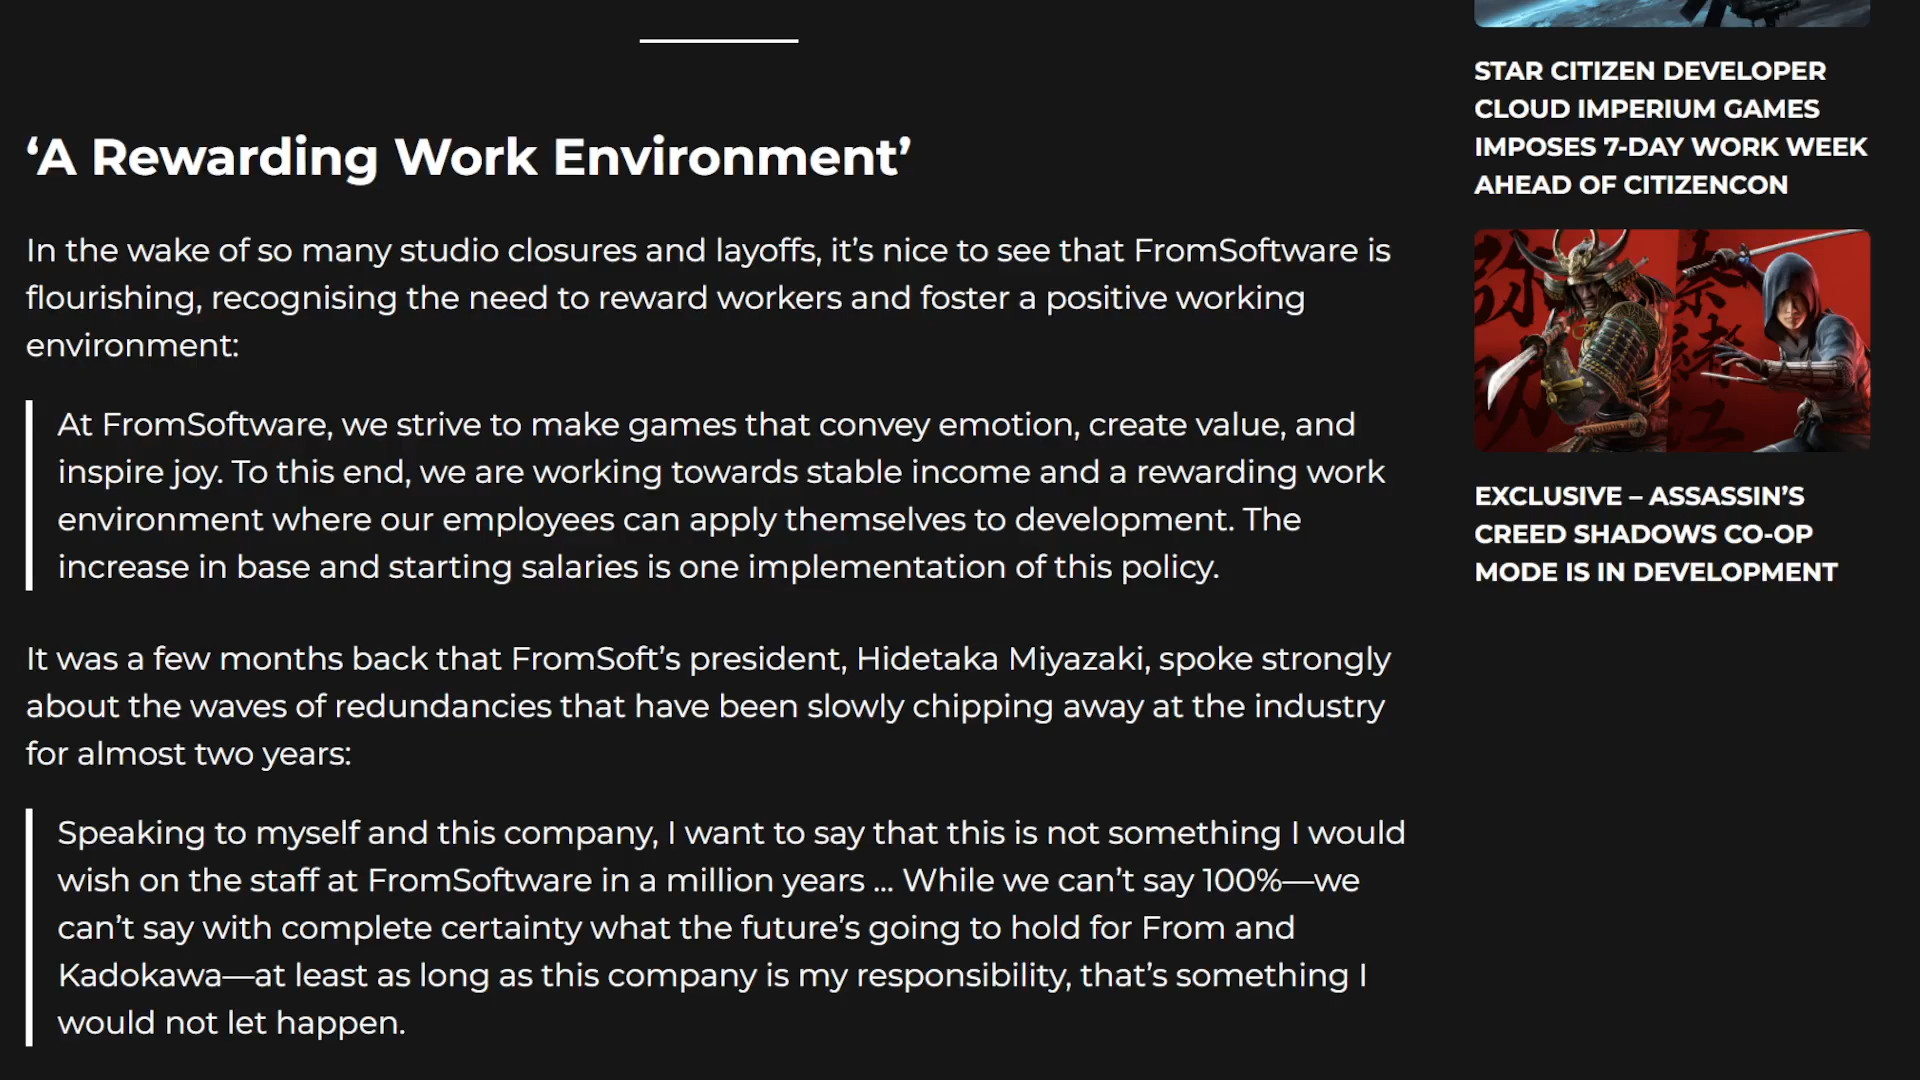 ‘A Rewarding Work Environment’
In the wake of so many studio closures and layoffs, it’s nice to see that FromSoftware is
flourishing, recognising the need to reward workers and foster a positive working
environment:
At FromSoftware, we strive to make games that convey emotion, create value, and
inspire joy. To this end, we are working towards stable income and a rewarding work
environment where our employees can apply themselves to development. The
increase in base and starting salaries is one implementation of this policy.
It was a few months back that FromSoft’s president, Hidetaka Miyazaki, spoke strongly
about the waves of redundancies that have been slowly chipping away at the industry
for almost two years:
Speaking to myself and this company, I want to say that this is not something I would
wish on the staff at FromSoftware in a million years ... While we can’t say 100%—we
can’t say with complete certainty what the future’s going to hold for From and
Kadokawa—at least as long as this company is my responsibility, that’s something I
would not let happen.
STAR CITIZEN DEVELOPER
CLOUD IMPERIUM GAMES
IMPOSES 7-DAY WORK WEEK
AHEAD OF CITIZENCON
EXCLUSIVE – ASSASSIN’S
CREED SHADOWS CO-OP
MODE IS IN DEVELOPMENT